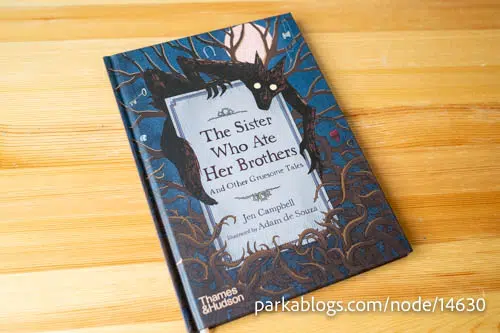 The Sister
Who Ate
Her Brothers
And Other Gruesome Tales
Jen Campbell
Illustrated by Adam de Souza
Thames
&Hudson
parkablogs.com/node/14630